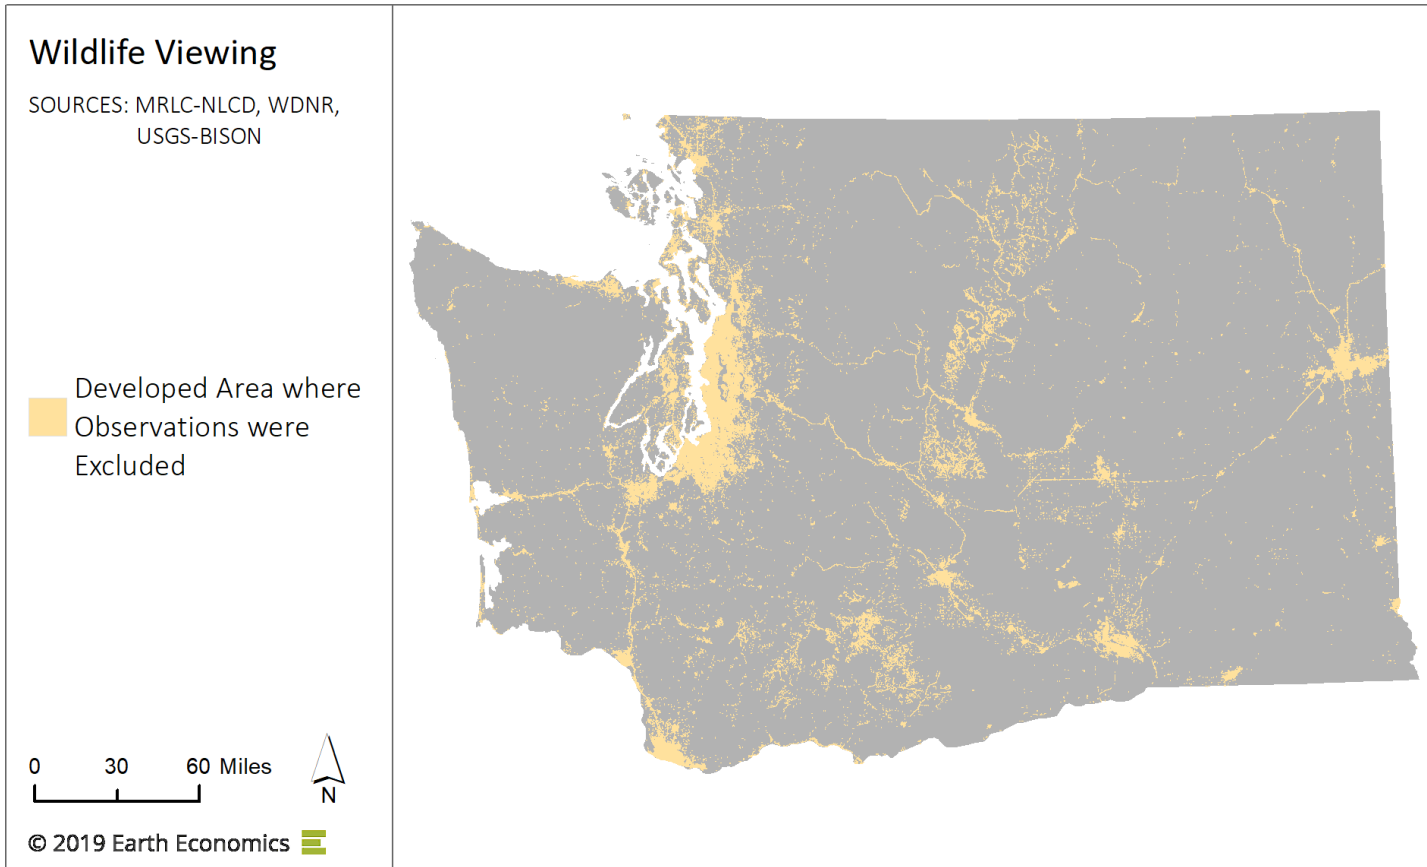 Wildlife Viewing
SOURCES: MRLC-NLCD, WDNR,
USGS-BISON
Developed Area where
Observations were
Excluded
0 30 60 Miles
N
© 2019 Earth Economics